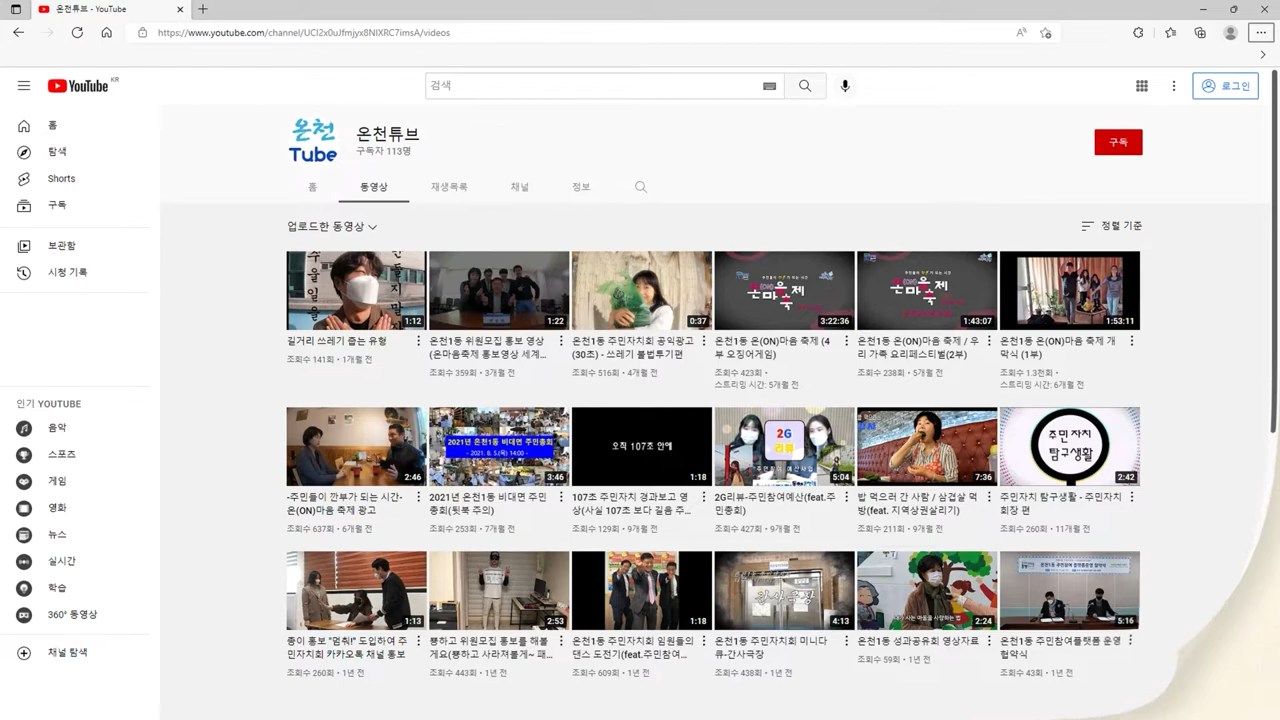 온천튜브 - YouTube
https://www.youtube.com/channel/UCl2x0uJfmjyx8NlXRC7imsA/videos
YouTube KR
검색
로그인
홈
탐색
Shorts
구독
보관함
시청 기록
인기 YOUTUBE
음악
스포츠
게임
영화
뉴스
실시간
학습
360° 동영상
채널 탐색
온천
Tube
온천튜브
구독자 113명
구독
홈
동영상
재생목록
채널
정보
업로드한 동영상
정렬 기준
1:12
길거리 쓰레기 줍는 유형
조회수 141회 • 1개월 전
1:22
온천1동 위원모집 홍보 영상
(온마음축제 홍보영상 세계...
조회수 359회 • 3개월 전
0:37
온천1동 주민자치회 공익광고
(30초) - 쓰레기 불법투기편
조회수 516회 • 4개월 전
3:22:36
온천1동 온(ON)마음 축제 (4
부 오징어게임)
조회수 423회 •
스트리밍 시간: 5개월 전
1:43:07
온천1동 온(ON)마음 축제 / 우
리 가족 요리페스티벌(2부)
조회수 238회 • 5개월 전
1:53:11
온천1동 온(ON)마음 축제 개
막식 (1부)
조회수 1.3천회 •
스트리밍 시간: 6개월 전
2:46
-주민들이 깐부가 되는 시간-
온(ON)마음 축제 광고
조회수 637회 • 6개월 전
2021년 온천1동 비대면 주민총회
- 2021. 8. 5.(목) 14:00 -
3:46
2021년 온천1동 비대면 주민
총회(뒷북 주의)
조회수 253회 • 7개월 전
오직 107초 안에
1:18
107초 주민자치 경과보고 영
상(사실 107초 보다 길음 주...
조회수 129회 • 9개월 전
2G
리뷰
주민참여 예산사업
5:04
2G리뷰-주민참여예산(feat.주
민총회)
조회수 427회 • 9개월 전
밥 먹으러 간 사람
7:36
밥 먹으러 간 사람 / 삼겹살 먹
방(feat. 지역상권살리기)
조회수 211회 • 9개월 전
주민 자치
탐구생활
2:42
주민자치 탐구생활 - 주민자치
회장 편
조회수 260회 • 11개월 전
1:13
종이 홍보 "멈춰!" 도입하여 주
민자치회 카카오톡 채널 홍보
조회수 260회 • 1년 전
2:53
뿅하고 위원모집 홍보를 해볼
게요(뿅하고 사라져볼게~ 패...
조회수 443회 • 1년 전
1:18
온천1동 주민자치회 임원들의
댄스 도전기(feat.주민참여...
조회수 609회 • 1년 전
4:13
온천1동 주민자치회 미니다
큐-간사극장
조회수 438회 • 1년 전
2:24
온천1동 성과공유회 영상자료
조회수 59회 • 1년 전
5:16
온천1동 주민참여플랫폼 운영
협약식
조회수 43회 • 1년 전